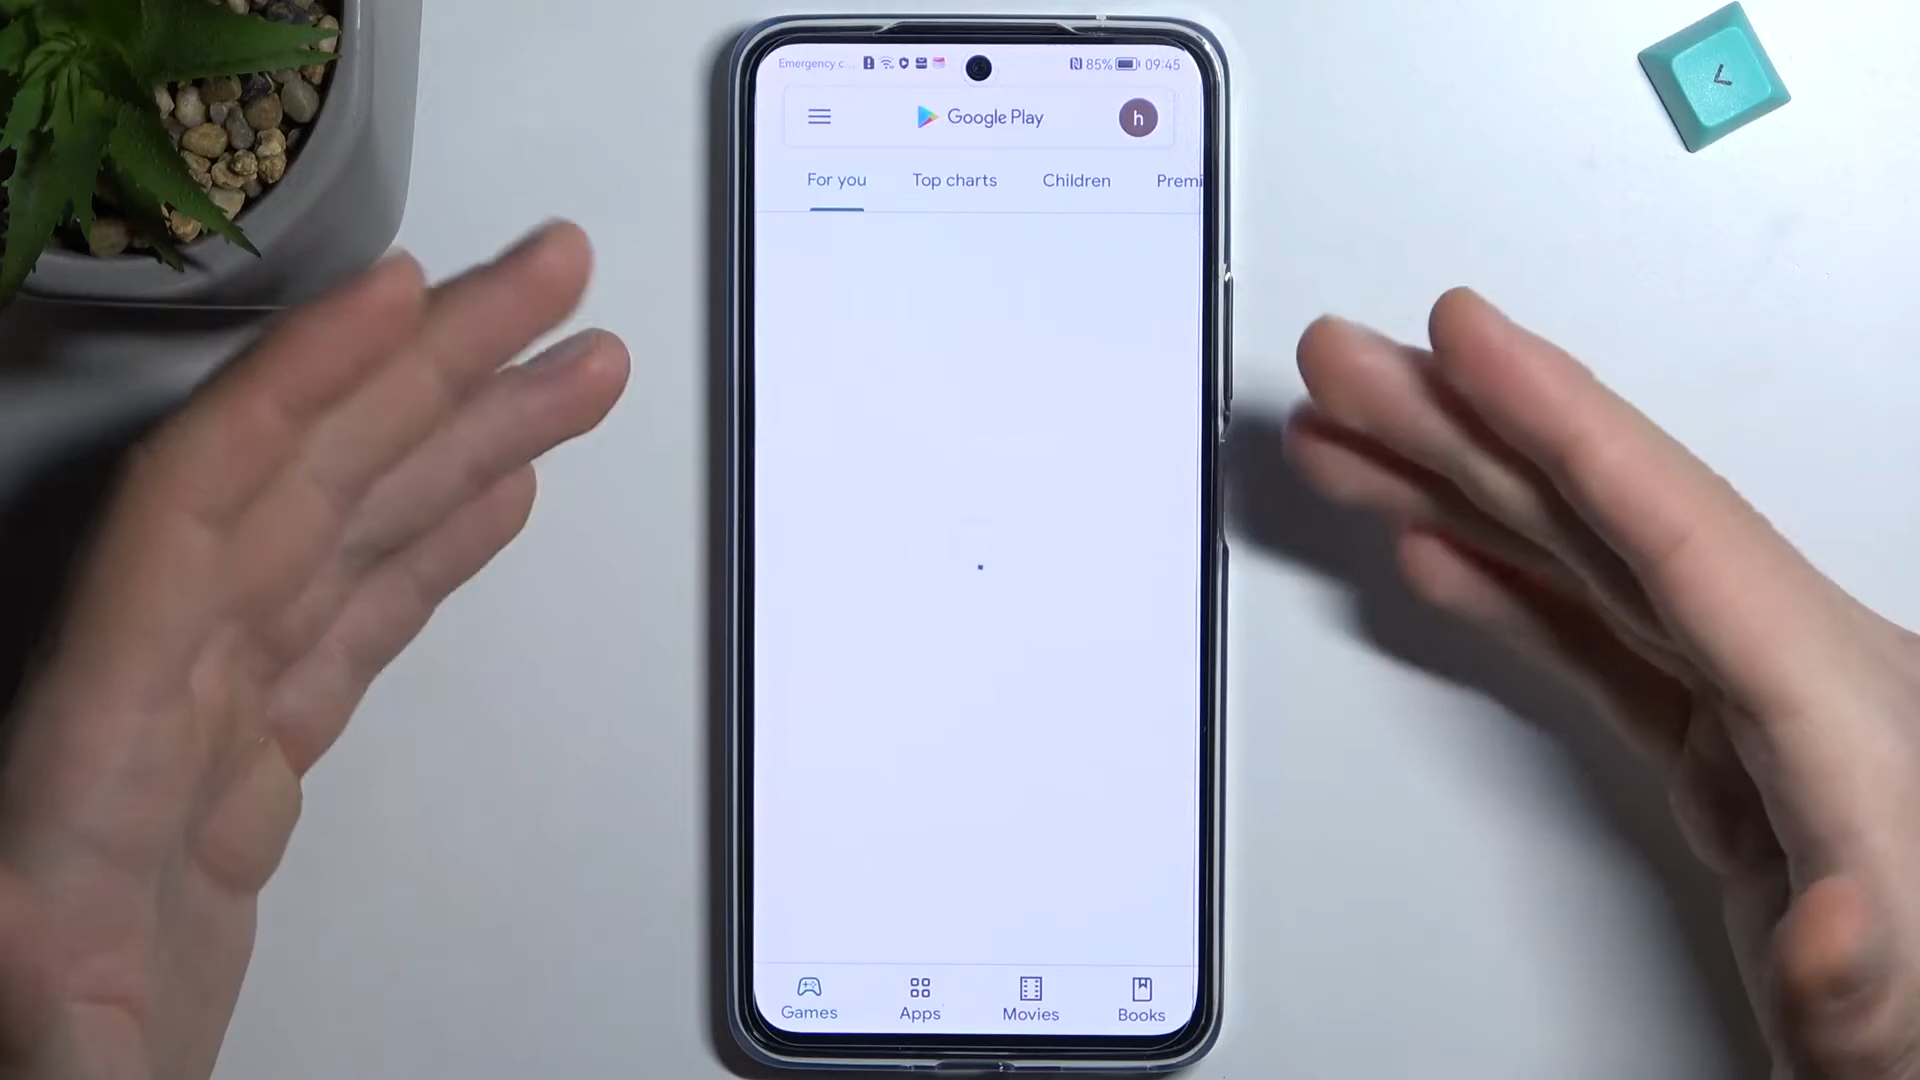 Emergency c... 85% 09:45
Google Play h
For you Top charts Children Premi
Games Apps Movies Books
<